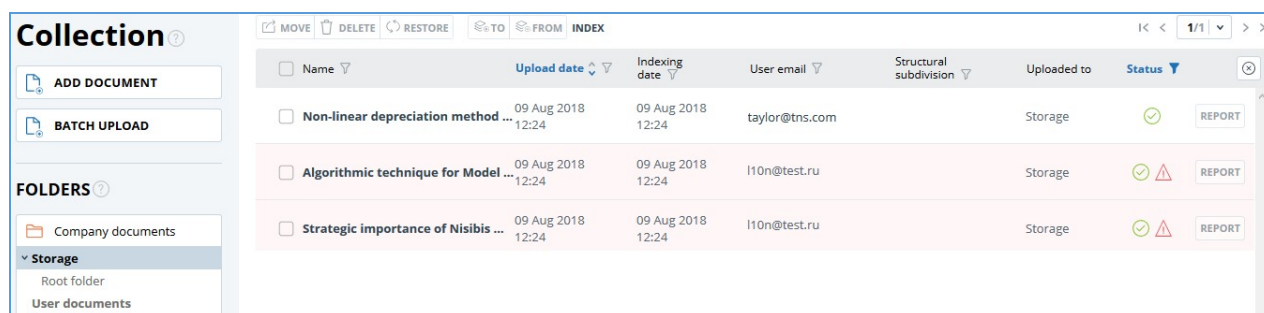 Collection
ADD DOCUMENT
BATCH UPLOAD
FOLDERS
Company documents
Storage
Root folder
User documents
MOVE DELETE RESTORE TO FROM INDEX 1/1
Name Upload date Indexing date User email Structural subdivision Uploaded to Status
Non-linear depreciation method ... 09 Aug 2018 12:24 09 Aug 2018 12:24 taylor@tns.com Storage REPORT
Algorithmic technique for Model ... 09 Aug 2018 12:24 09 Aug 2018 12:24 l10n@test.ru Storage REPORT
Strategic importance of Nisibis ... 09 Aug 2018 12:24 09 Aug 2018 12:24 l10n@test.ru Storage REPORT